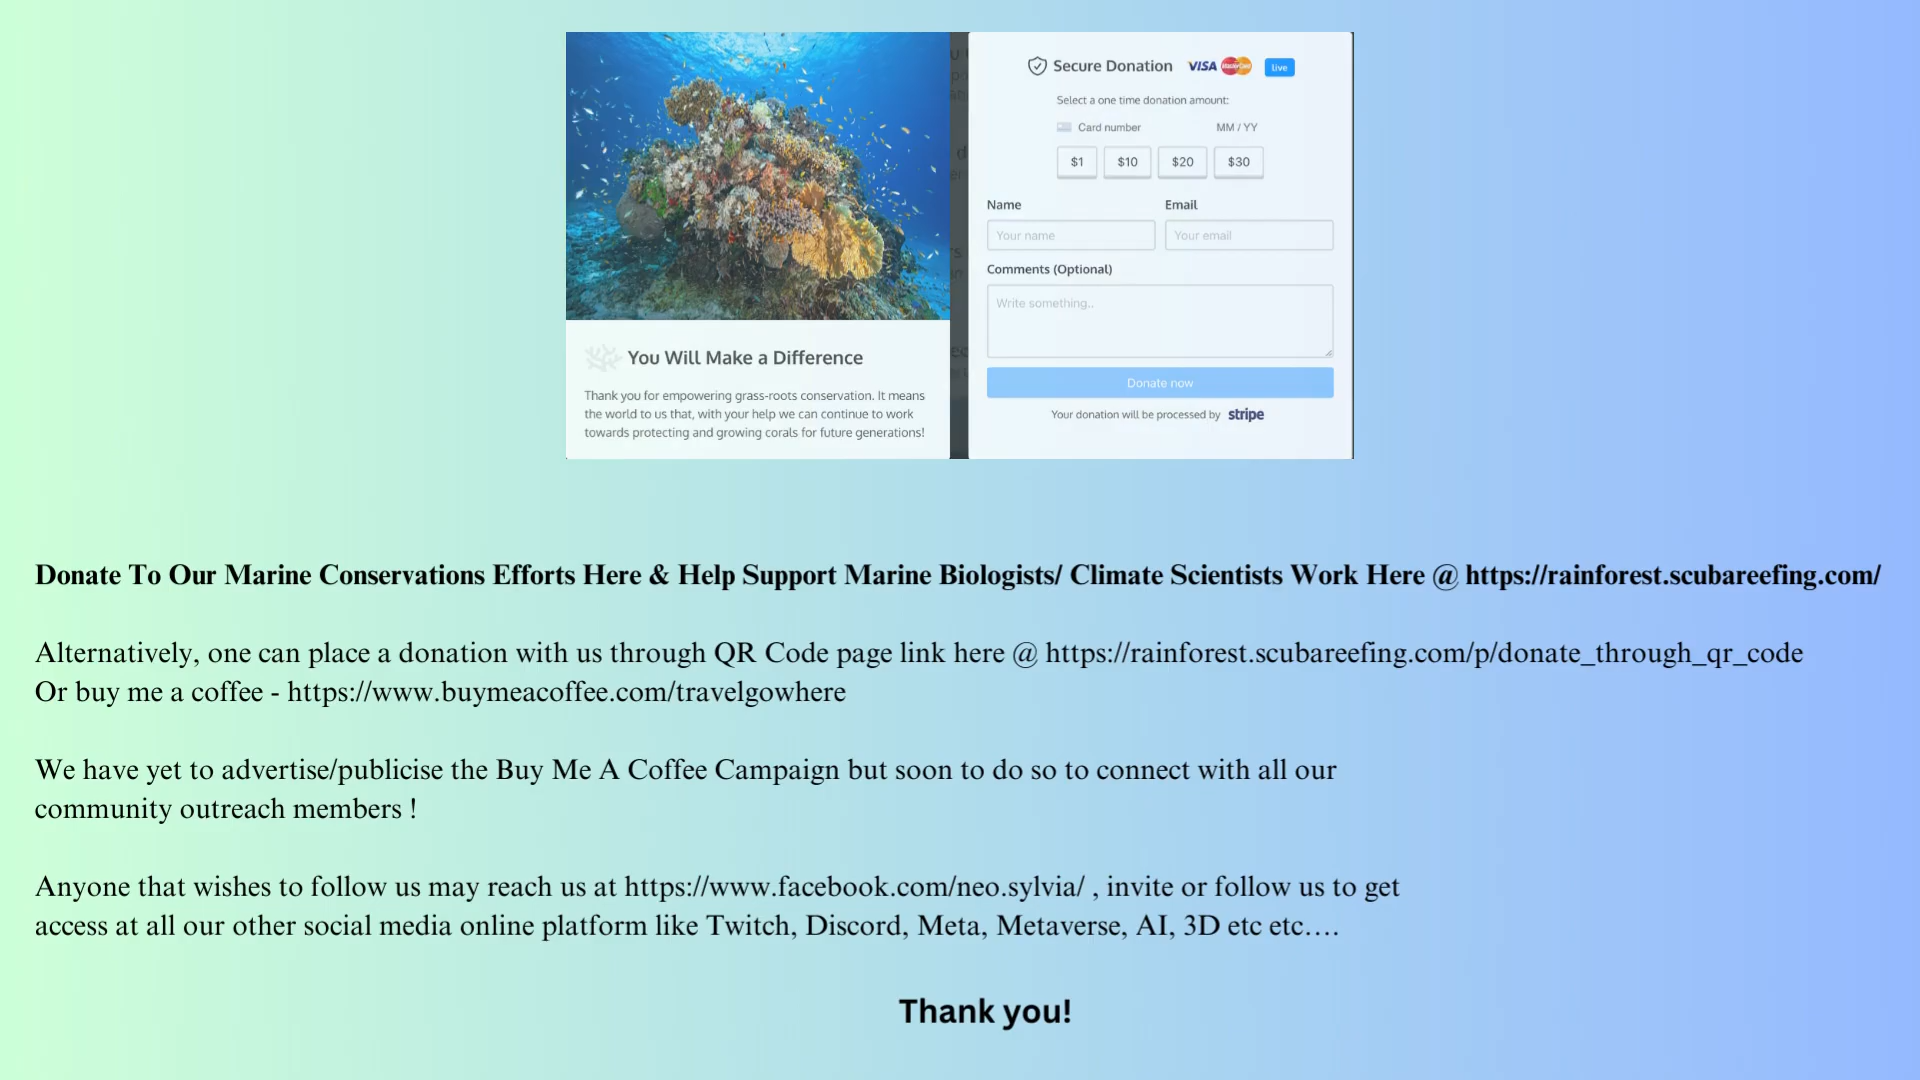 Secure Donation VISA MasterCard live
Select a one time donation amount:
Card number MM / YY
$1 $10 $20 $30
Name Email
Your name Your email
Comments (Optional)
Write something..
Donate now
Your donation will be processed by stripe
You Will Make a Difference
Thank you for empowering grass-roots conservation. It means
the world to us that, with your help we can continue to work
towards protecting and growing corals for future generations!
Donate To Our Marine Conservations Efforts Here & Help Support Marine Biologists/ Climate Scientists Work Here @ https://rainforest.scubareefing.com/
Alternatively, one can place a donation with us through QR Code page link here @ https://rainforest.scubareefing.com/p/donate_through_qr_code
Or buy me a coffee - https://www.buymeacoffee.com/travelgowhere
We have yet to advertise/publicise the Buy Me A Coffee Campaign but soon to do so to connect with all our
community outreach members !
Anyone that wishes to follow us may reach us at https://www.facebook.com/neo.sylvia/ , invite or follow us to get
access at all our other social media online platform like Twitch, Discord, Meta, Metaverse, AI, 3D etc etc….
Thank you!